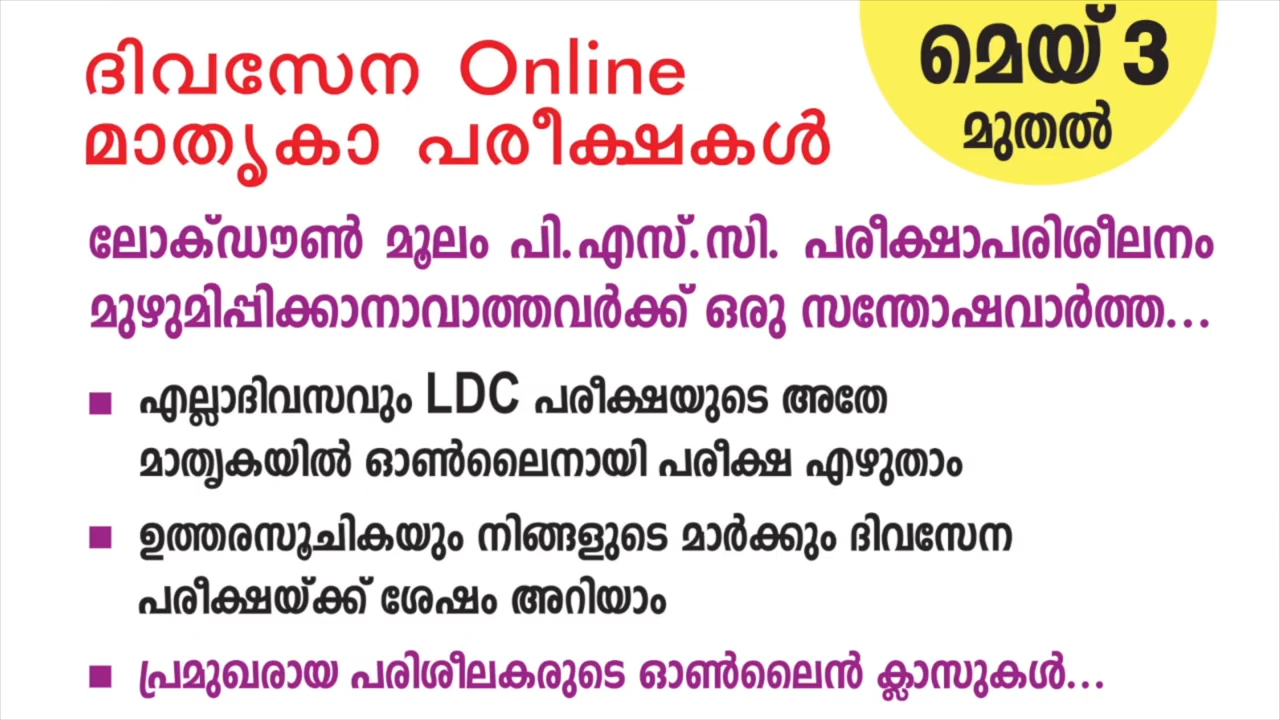 ദിവസേന Online
മാതൃകാ പരീക്ഷകൾ
മെയ് 3
മുതൽ
ലോക്ഡൗൺ മൂലം പി.എസ്.സി. പരീക്ഷാപരിശീലനം
മുഴുമിപ്പിക്കാനാവാത്തവർക്ക് ഒരു സന്തോഷവാർത്ത...
■ എല്ലാദിവസവും LDC പരീക്ഷയുടെ അതേ
മാതൃകയിൽ ഓൺലൈനായി പരീക്ഷ എഴുതാം
■ ഉത്തരസൂചികയും നിങ്ങളുടെ മാർക്കും ദിവസേന
പരീക്ഷയ്ക്ക് ശേഷം അറിയാം
■ പ്രമുഖരായ പരിശീലകരുടെ ഓൺലൈൻ ക്ലാസുകൾ...